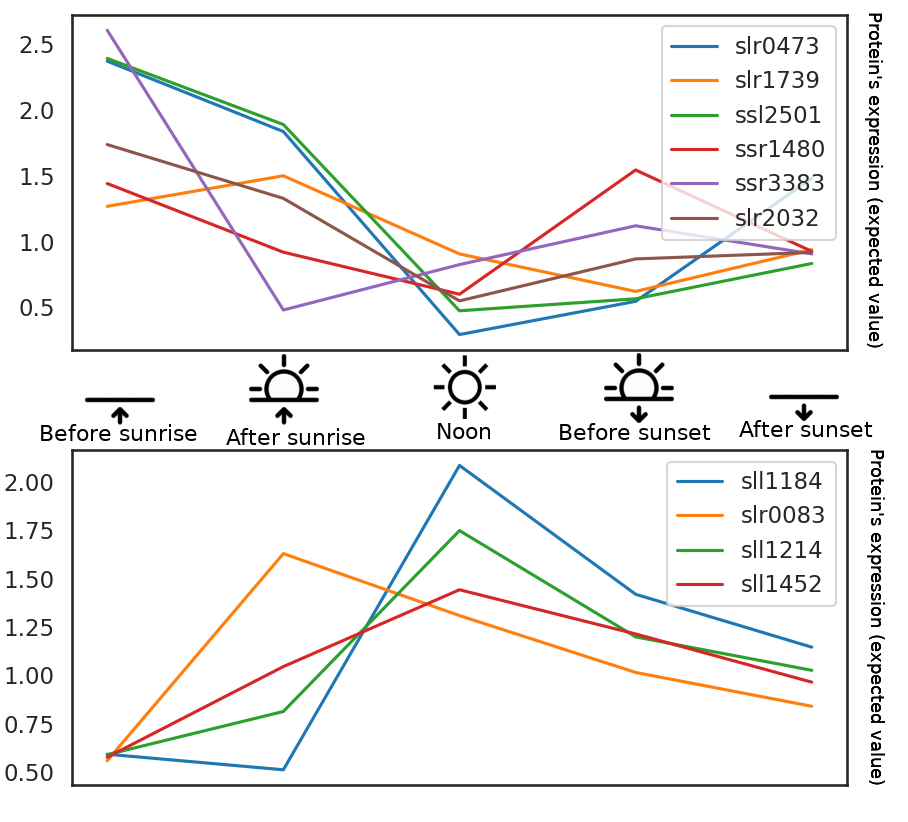 2.5
2.0
1.5
1.0
0.5
slr0473
slr1739
ssl2501
ssr1480
ssr3383
slr2032
Protein's expression (expected value)
Before sunrise
After sunrise
Noon
Before sunset
After sunset
2.00
1.75
1.50
1.25
1.00
0.75
0.50
sll1184
slr0083
sll1214
sll1452
Protein's expression (expected value)